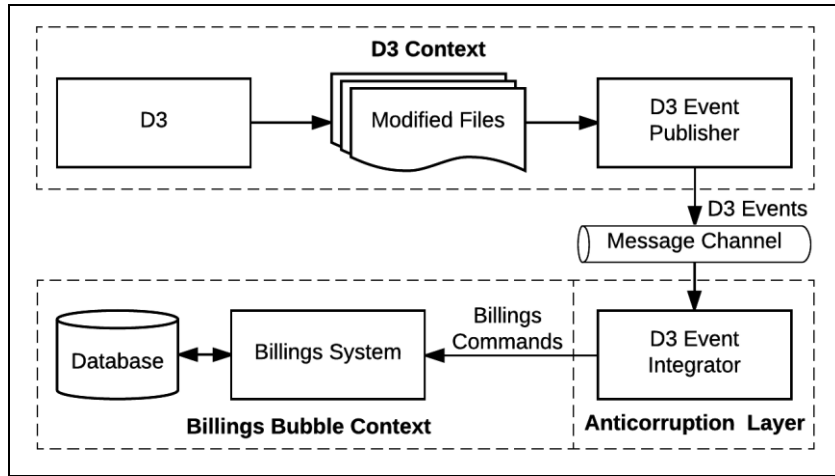 D3 Context
D3
Modified Files
D3 Event
Publisher
D3 Events
Message Channel
Billings
Commands
D3 Event
Integrator
Database
Billings System
Billings Bubble Context
Anticorruption Layer